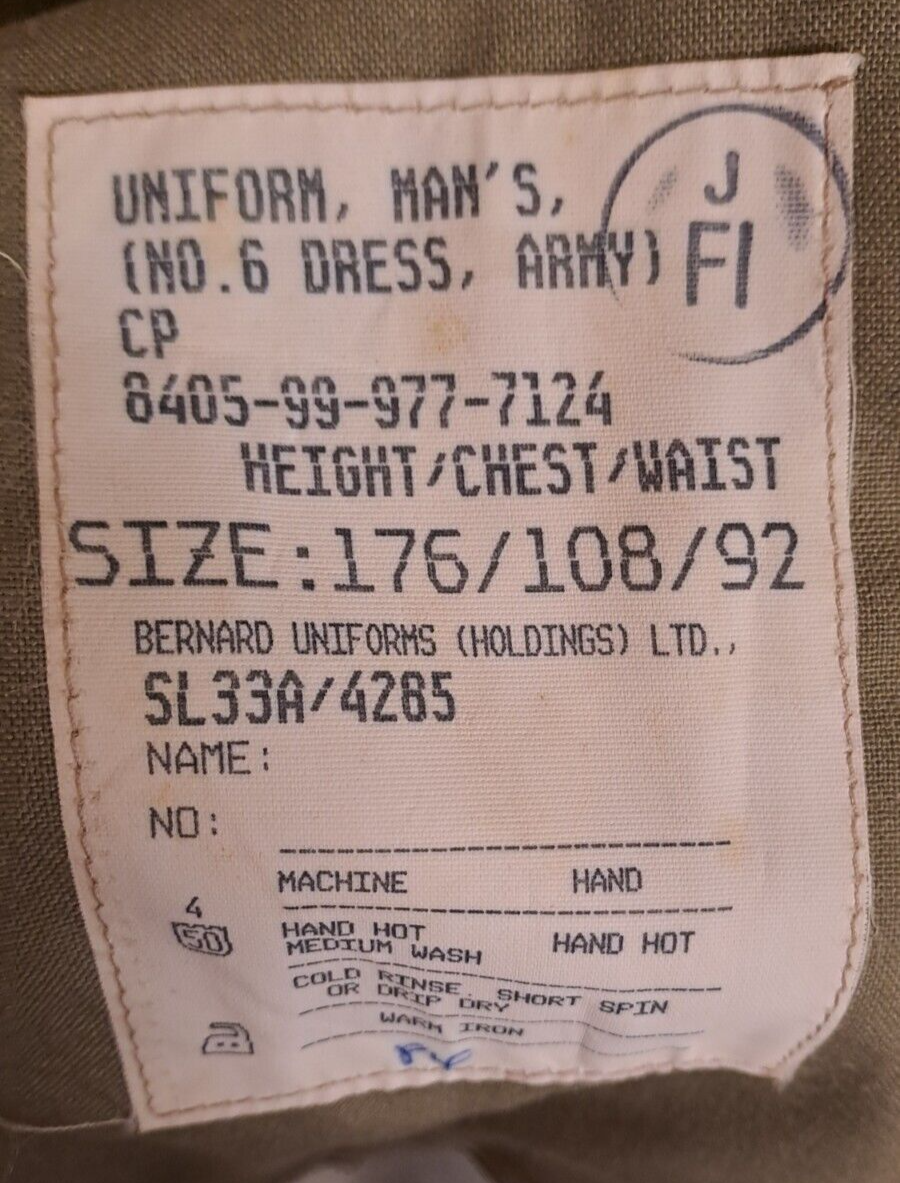 UNIFORM, MAN'S,
(NO.6 DRESS, ARMY)
J
FI
CP
8405-99-977-7124
HEIGHT/CHEST/WAIST
SIZE:176/108/92
BERNARD UNIFORMS (HOLDINGS) LTD.,
SL33A/4285
NAME:
NO:
MACHINE HAND
4
50
HAND HOT
MEDIUM WASH HAND HOT
COLD RINSE. SHORT SPIN
OR DRIP DRY
WARM IRON